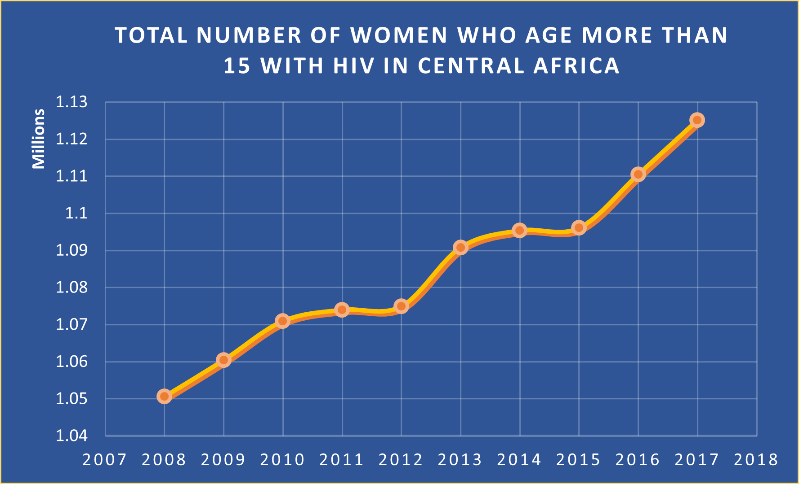 TOTAL NUMBER OF WOMEN WHO AGE MORE THAN
15 WITH HIV IN CENTRAL AFRICA
Millions
1.13
1.12
1.11
1.1
1.09
1.08
1.07
1.06
1.05
1.04
2007 2008 2009 2010 2011 2012 2013 2014 2015 2016 2017 2018